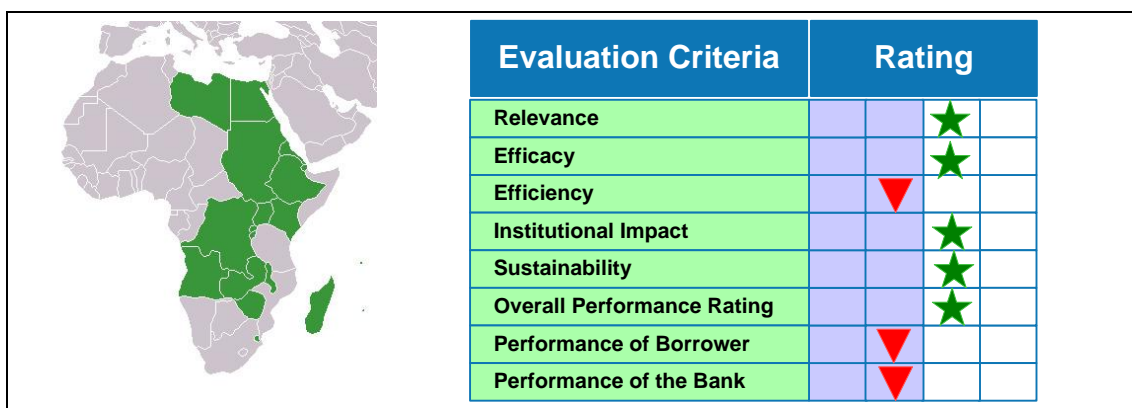 Evaluation Criteria Rating
Relevance
Efficacy
Efficiency
Institutional Impact
Sustainability
Overall Performance Rating
Performance of Borrower
Performance of the Bank